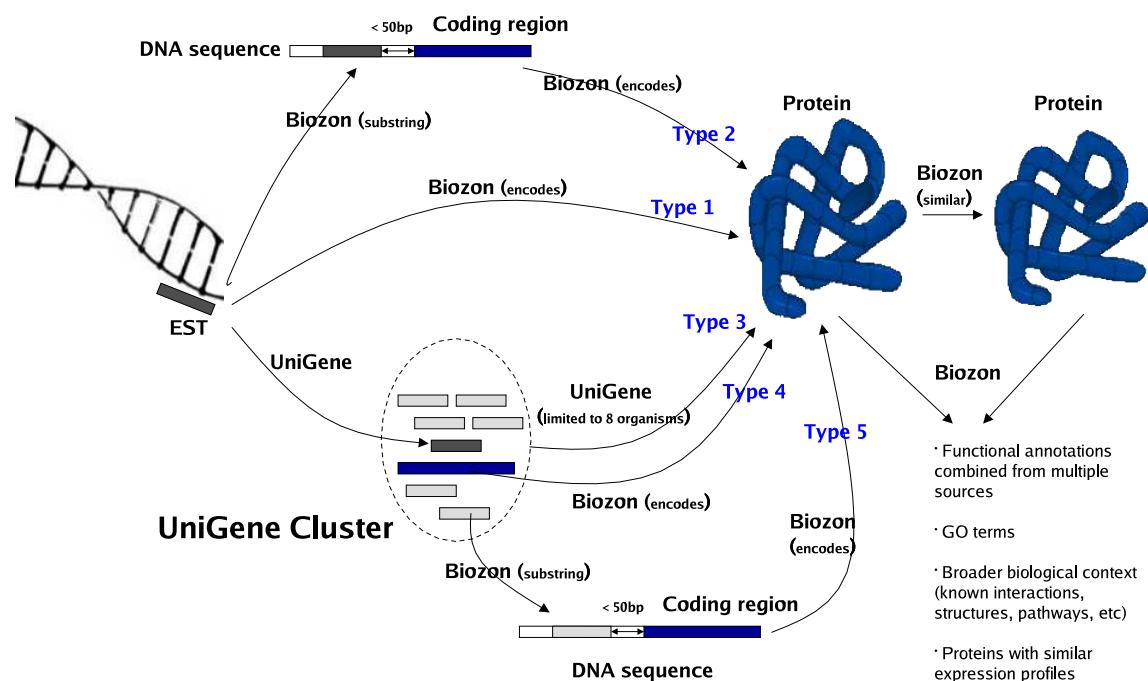 < 50bp
Coding region
DNA sequence
Biozon (encodes)
Protein
Protein
Biozon (substring)
Type 2
Biozon
(similar)
Biozon (encodes)
Type 1
EST
Type 3
UniGene
Biozon
UniGene
(limited to 8 organisms)
Type 4
Type 5
· Functional annotations
combined from multiple
sources
Biozon (encodes)
UniGene Cluster
Biozon
(encodes)
· GO terms
Biozon (substring)
· Broader biological context
(known interactions,
structures, pathways, etc)
< 50bp
Coding region
DNA sequence
· Proteins with similar
expression profiles